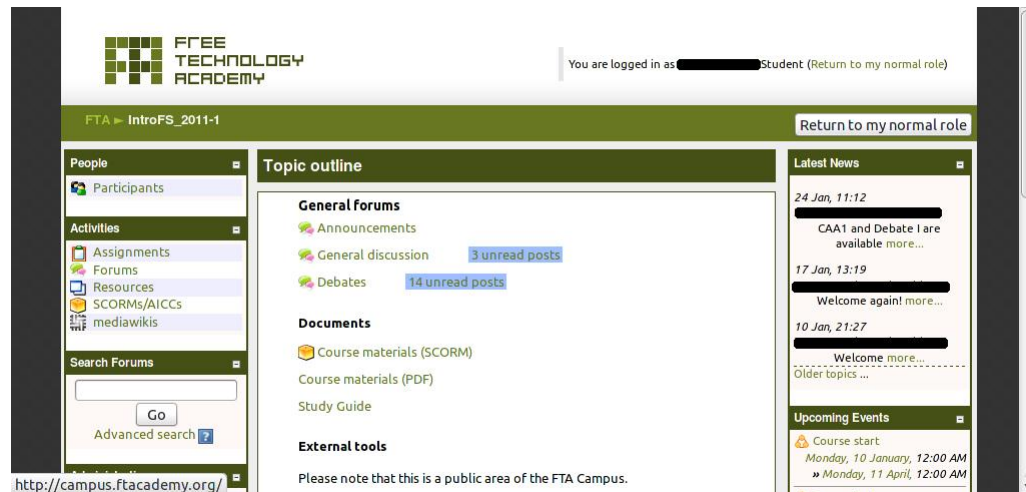 FREE
TECHNOLOGY
ACADEMY
You are logged in as Student (Return to my normal role)
FTA ► IntroFS_2011-1
Return to my normal role
People
Participants
Activities
Assignments
Forums
Resources
SCORMs/AICCs
mediawikis
Search Forums
Go
Advanced search ?
http://campus.ftacademy.org/
Topic outline
General forums
Announcements
General discussion 3 unread posts
Debates 14 unread posts
Documents
Course materials (SCORM)
Course materials (PDF)
Study Guide
External tools
Please note that this is a public area of the FTA Campus.
Latest News
24 Jan, 11:12
CAA1 and Debate I are
available more...
17 Jan, 13:19
Welcome again! more...
10 Jan, 21:27
Welcome more...
Older topics ...
Upcoming Events
Course start
Monday, 10 January, 12:00 AM
» Monday, 11 April, 12:00 AM